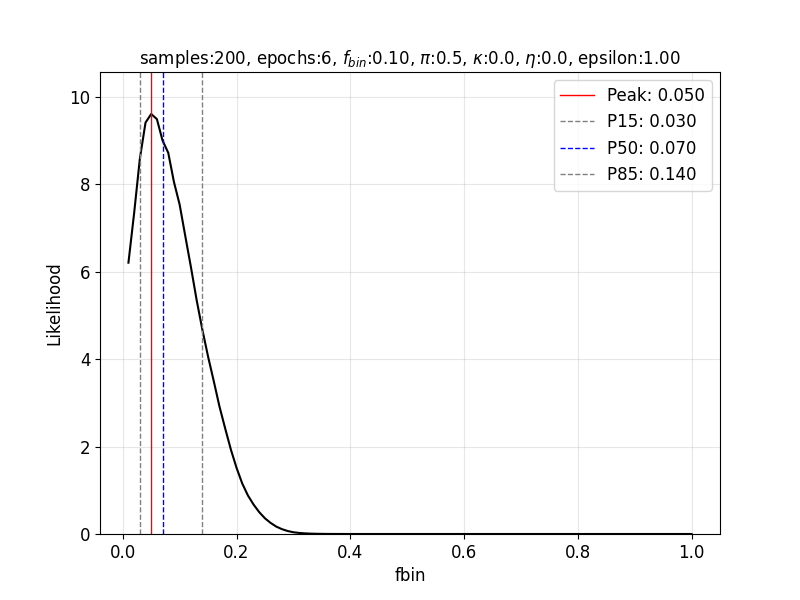 samples:200, epochs:6, $f_{bin}$:0.10, π:0.5, κ:0.0, η:0.0, epsilon:1.00
Peak: 0.050
P15: 0.030
P50: 0.070
P85: 0.140
10
8
6
4
2
0
Likelihood
0.0 0.2 0.4 0.6 0.8 1.0
fbin